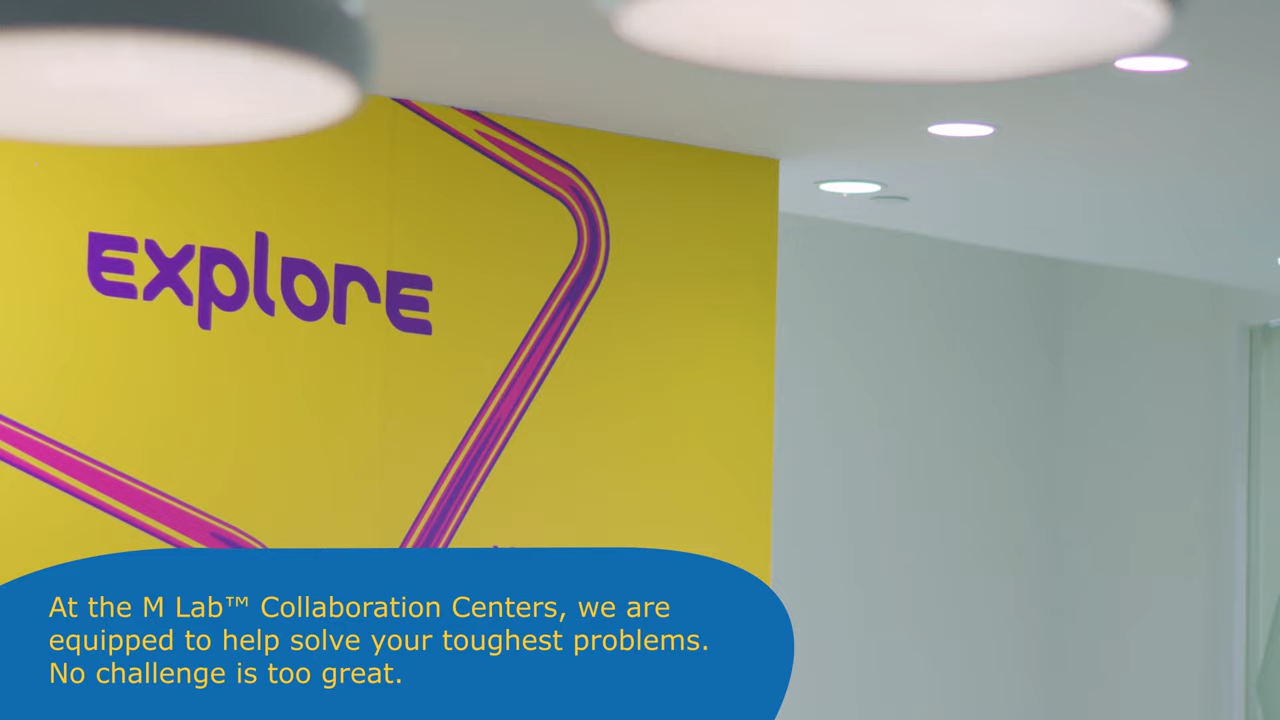 explore
At the M Lab™ Collaboration Centers, we are
equipped to help solve your toughest problems.
No challenge is too great.